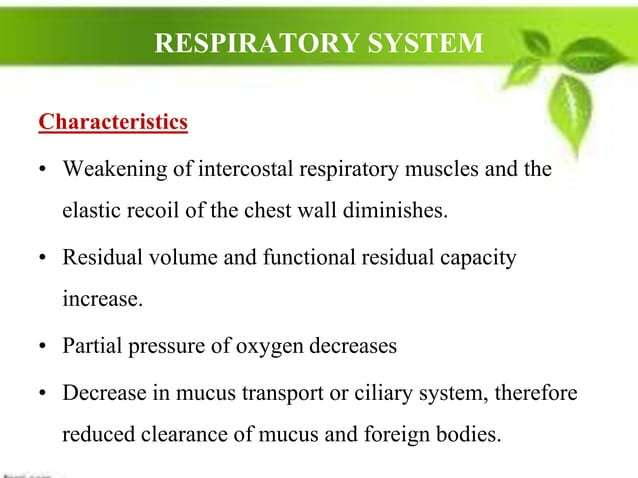 RESPIRATORY SYSTEM
Characteristics
• Weakening of intercostal respiratory muscles and the
elastic recoil of the chest wall diminishes.
• Residual volume and functional residual capacity
increase.
• Partial pressure of oxygen decreases
• Decrease in mucus transport or ciliary system, therefore
reduced clearance of mucus and foreign bodies.